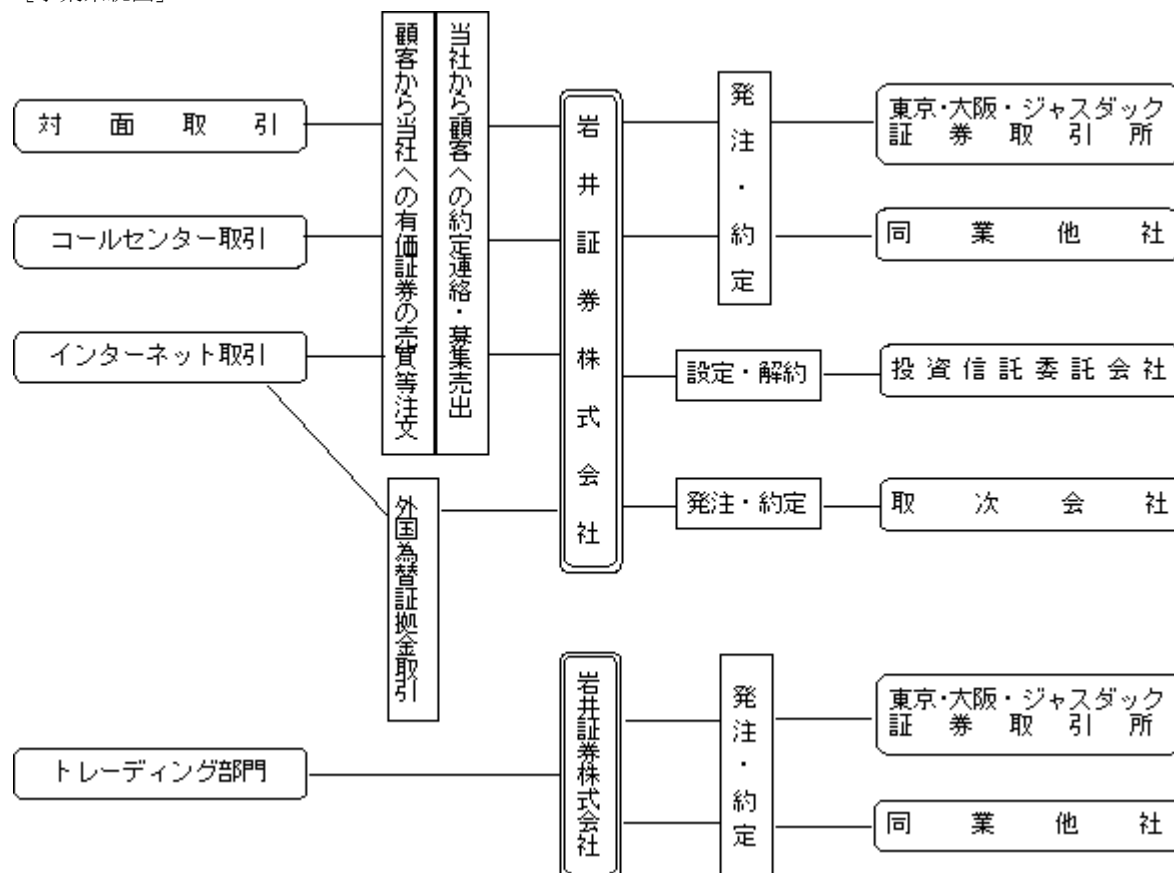 対面取引
コールセンター取引
インターネット取引
顧客から当社への有価証券の売買等注文
当社から顧客への約定連絡・募集売出
外国為替証拠金取引
岩井証券株式会社
発注・約定
東京・大阪・ジャスダック
証券取引所
同業他社
設定・解約
投資信託委託会社
発注・約定
取次会社
トレーディング部門
岩井証券株式会社
発注・約定
東京・大阪・ジャスダック
証券取引所
同業他社